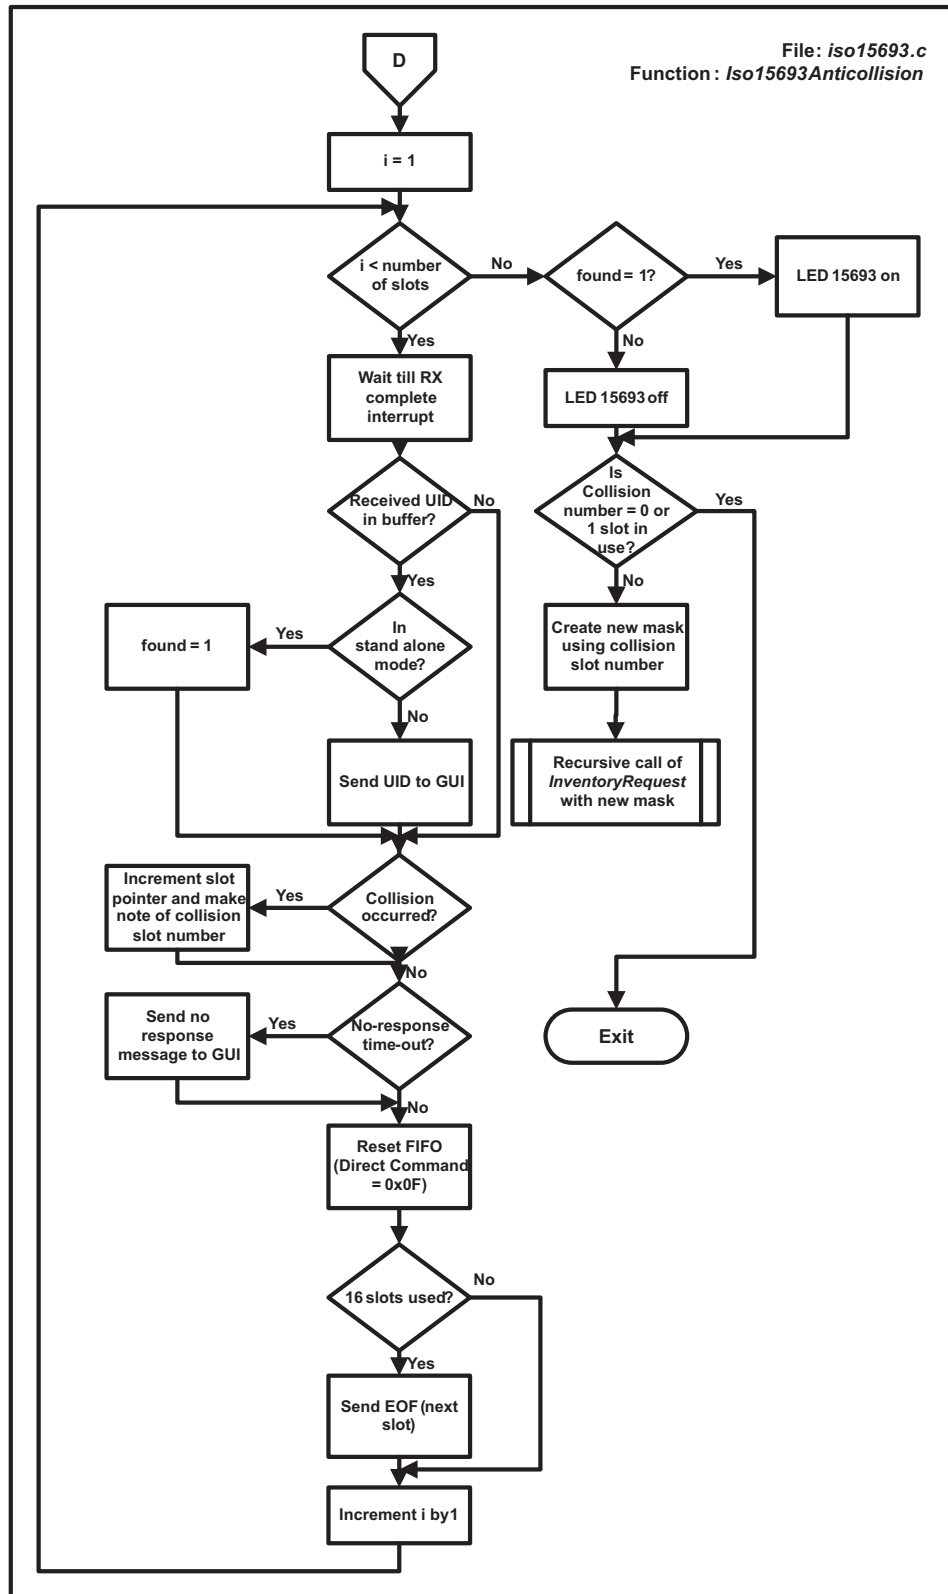 File: iso15693.c
Function: Iso15693Anticollision
D
i = 1
i < number
of slots
No
found = 1?
Yes
LED 15693 on
Yes
No
Wait till RX
complete
interrupt
LED 15693 off
Received UID
in buffer?
No
Is
Collision
number = 0 or
1 slot in
use?
Yes
Yes
No
found = 1
Yes
In
stand alone
mode?
Create new mask
using collision
slot number
No
Send UID to GUI
Recursive call of
InventoryRequest
with new mask
Increment slot
pointer and make
note of collision
slot number
Yes
Collision
occurred?
No
Send no
response
message to GUI
Yes
No-response
time-out?
Exit
No
Reset FIFO
(Direct Command
= 0x0F)
16 slots used?
No
Yes
Send EOF (next
slot)
Increment i by 1